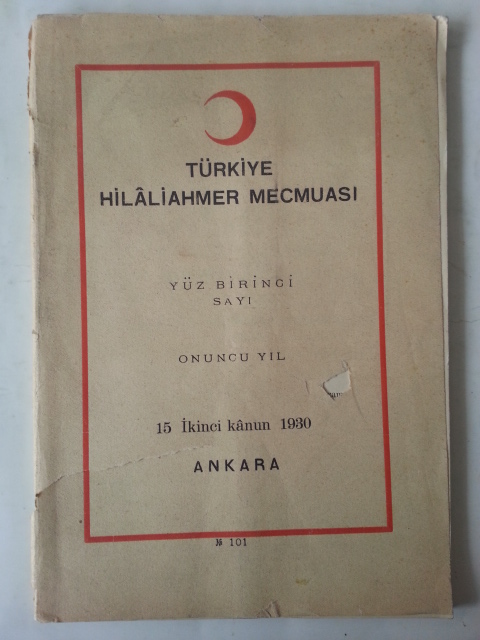 TÜRKİYE
HİLÂLİAHMER MECMUASI
YÜZ BİRİNCİ
SAYI
ONUNCU YIL
15 İkinci kânun 1930
ANKARA
№ 101